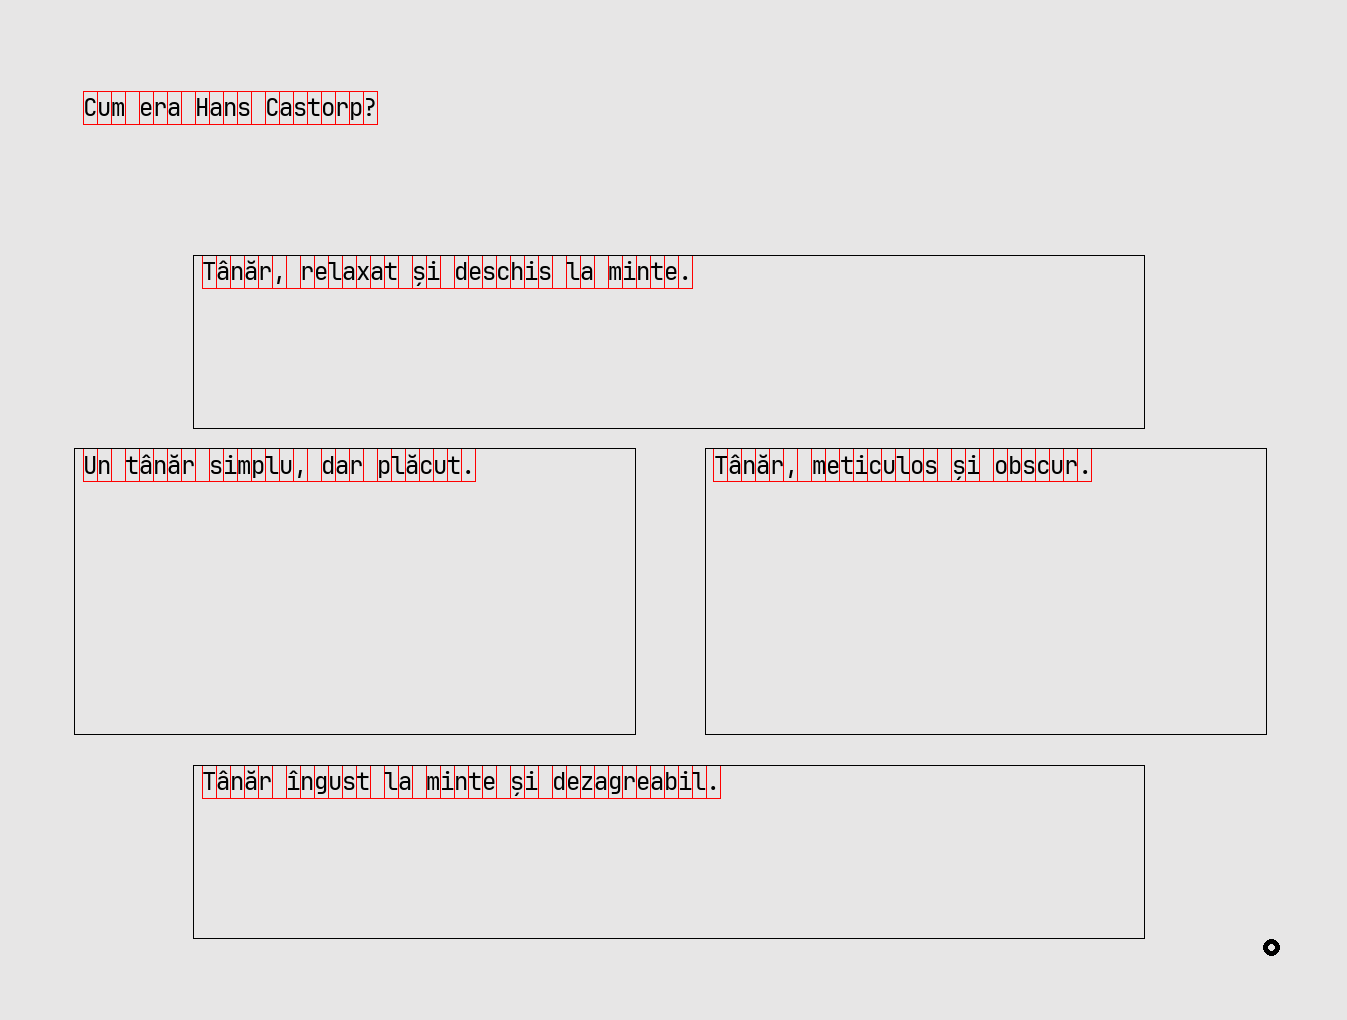 Cum era Hans Castorp?
Tânăr, relaxat și deschis la minte.
Un tânăr simplu, dar plăcut.
Tânăr, meticulos și obscur.
Tânăr îngust la minte și dezagreabil.